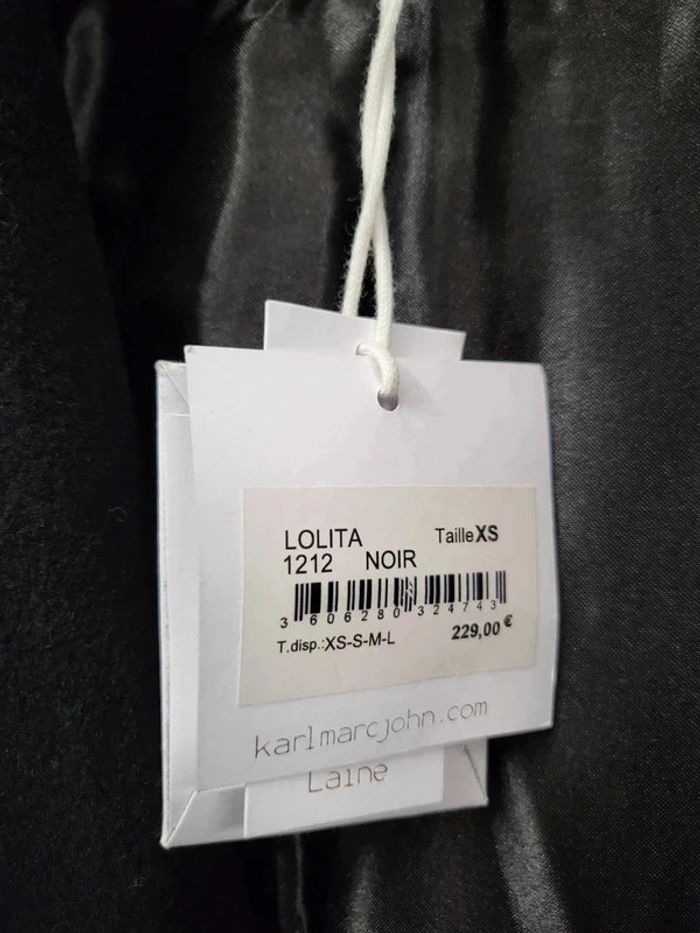 LOLITA Taille XS
1212 NOIR
3 606280 324743
T.disp.:XS-S-M-L 229,00 €
karlmarcjohn.com
Laine